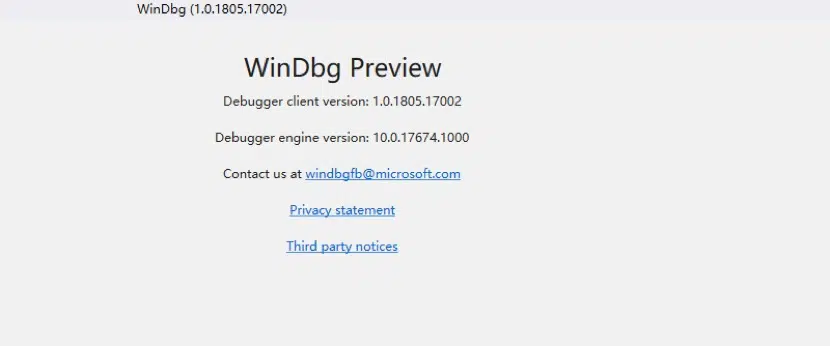 WinDbg (1.0.1805.17002)
WinDbg Preview
Debugger client version: 1.0.1805.17002
Debugger engine version: 10.0.17674.1000
Contact us at windbgfb@microsoft.com
Privacy statement
Third party notices